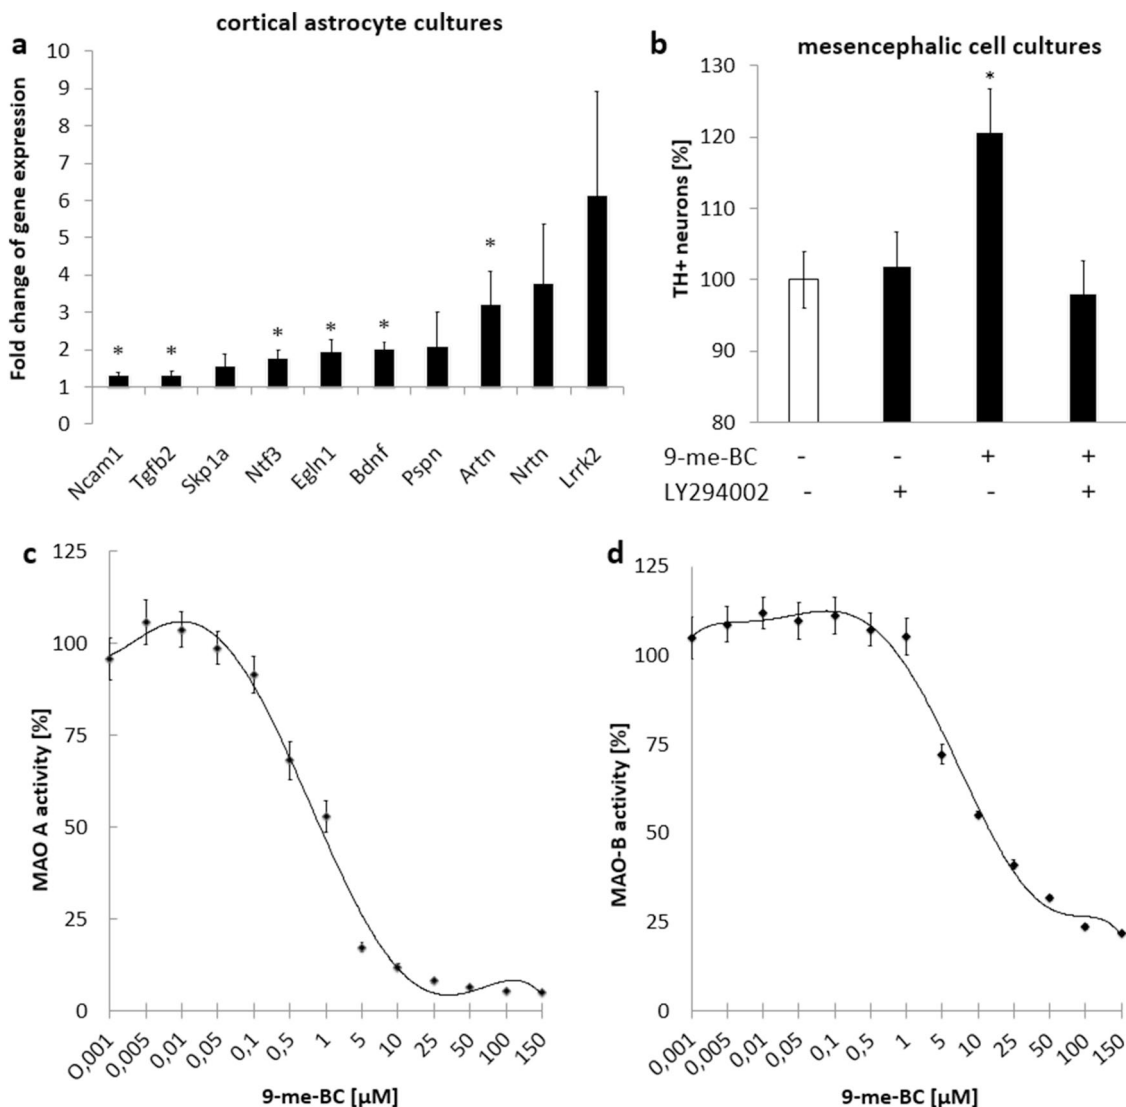 cortical astrocyte cultures
a
Fold change of gene expression
10
9
8
7
6
5
4
3
2
1
0
* * * * * *
Ncam1 Tgfb2 Skp1a Ntf3 Egln1 Bdnf Pspn Artn Nrtn Lrrk2
b
mesencephalic cell cultures
TH+ neurons [%]
130
120
110
100
90
80
*
9-me-BC - - + +
LY294002 - + - +
c
MAO A activity [%]
125
100
75
50
25
0
0,001 0,005 0,01 0,05 0,1 0,5 1 5 10 25 50 100 150
9-me-BC [µM]
d
MAO-B activity [%]
125
100
75
50
25
0
0,001 0,005 0,01 0,05 0,1 0,5 1 5 10 25 50 100 150
9-me-BC [µM]